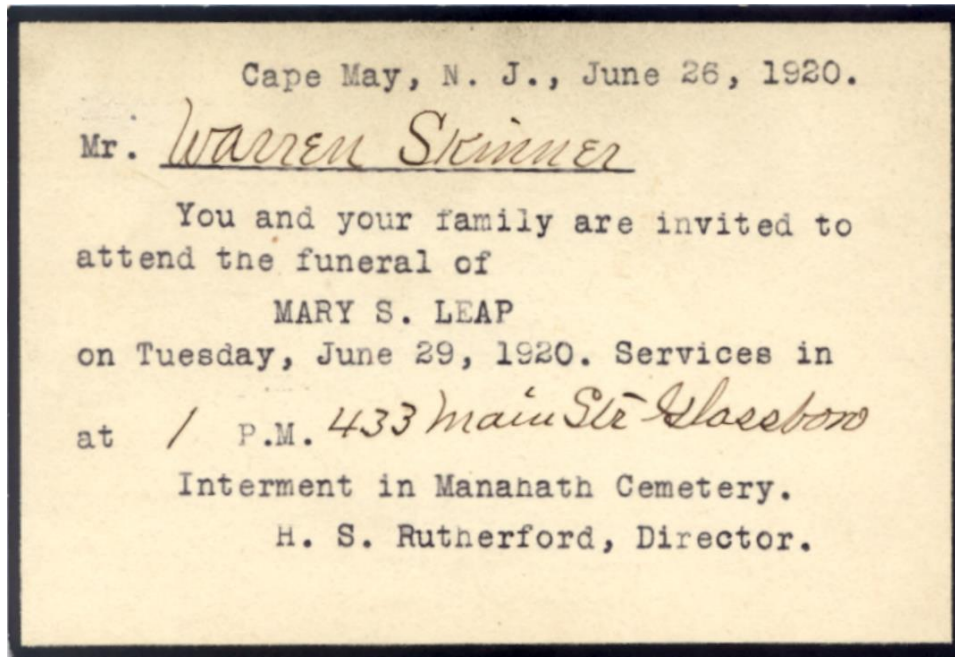 Cape May, N. J., June 26, 1920.
Mr. Warren Skinner
You and your family are invited to
attend the funeral of
MARY S. LEAP
on Tuesday, June 29, 1920. Services in
at 1 P.M. 433 Main Str Glassboro
Interment in Manahath Cemetery.
H. S. Rutherford, Director.